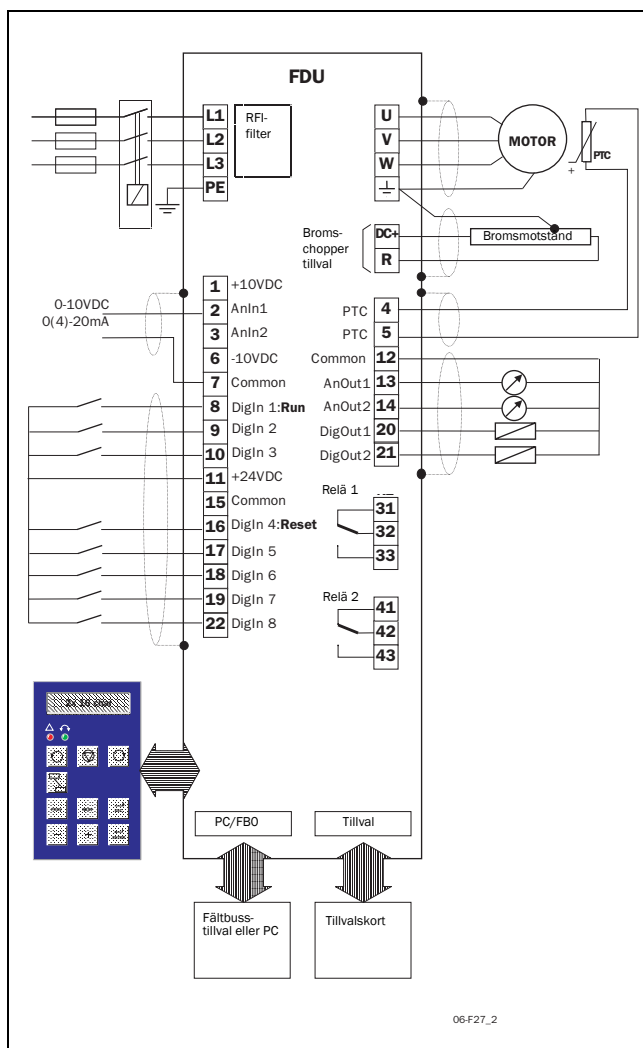 FDU
L1
L2
L3
PE
RFI-
filter
U
V
W
MOTOR
PTC
+
Broms-
chopper
tillval
DC+
R
Bromsmotstånd
0-10VDC
0(4)-20mA
1 +10VDC
2 AnIn1
3 AnIn2
6 -10VDC
7 Common
8 DigIn 1:Run
9 DigIn 2
10 DigIn 3
11 +24VDC
15 Common
16 DigIn 4:Reset
17 DigIn 5
18 DigIn 6
19 DigIn 7
22 DigIn 8
PTC 4
PTC 5
Common 12
AnOut1 13
AnOut2 14
DigOut1 20
DigOut2 21
Relä 1
31
32
33
Relä 2
41
42
43
2x 16 char
-
+
PC/FB0
Tillval
Fältbuss-
tillval eller PC
Tillvalskort
06-F27_2